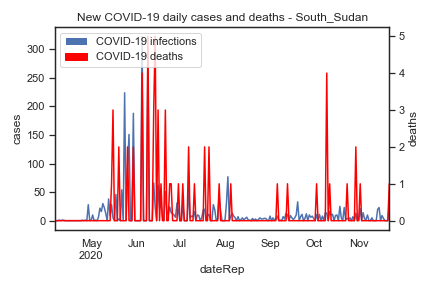 New COVID-19 daily cases and deaths - South_Sudan
COVID-19 infections
COVID-19 deaths
cases
300
250
200
150
100
50
0
deaths
5
4
3
2
1
0
May Jun Jul Aug Sep Oct Nov
2020
dateRep